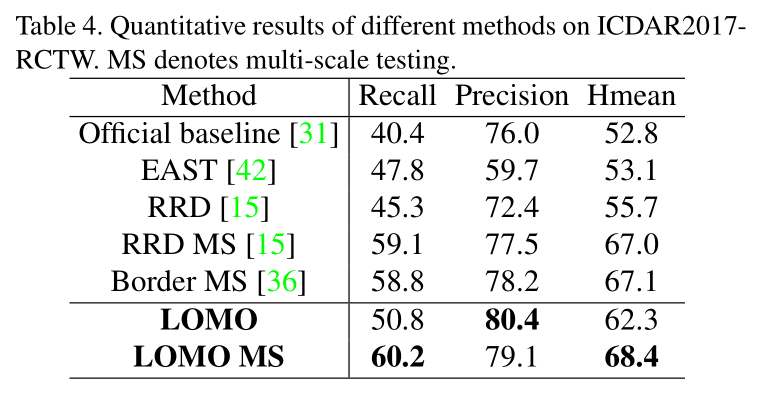 Table 4. Quantitative results of different methods on ICDAR2017-
RCTW. MS denotes multi-scale testing.
Method Recall Precision Hmean
Official baseline [31] 40.4 76.0 52.8
EAST [42] 47.8 59.7 53.1
RRD [15] 45.3 72.4 55.7
RRD MS [15] 59.1 77.5 67.0
Border MS [36] 58.8 78.2 67.1
LOMO 50.8 80.4 62.3
LOMO MS 60.2 79.1 68.4